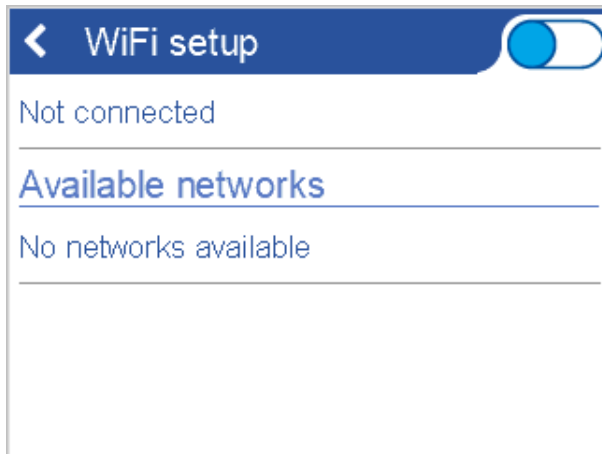 WiFi setup
Not connected
Available networks
No networks available